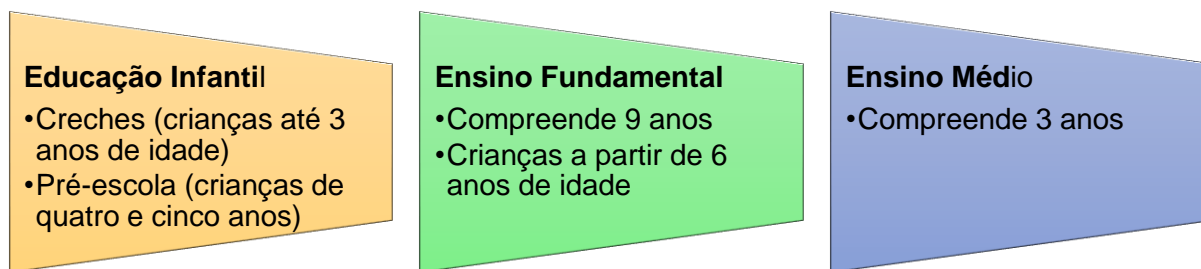 Educação Infantil
•Creches (crianças até 3
anos de idade)
•Pré-escola (crianças de
quatro e cinco anos)
Ensino Fundamental
•Compreende 9 anos
•Crianças a partir de 6
anos de idade
Ensino Médio
•Compreende 3 anos